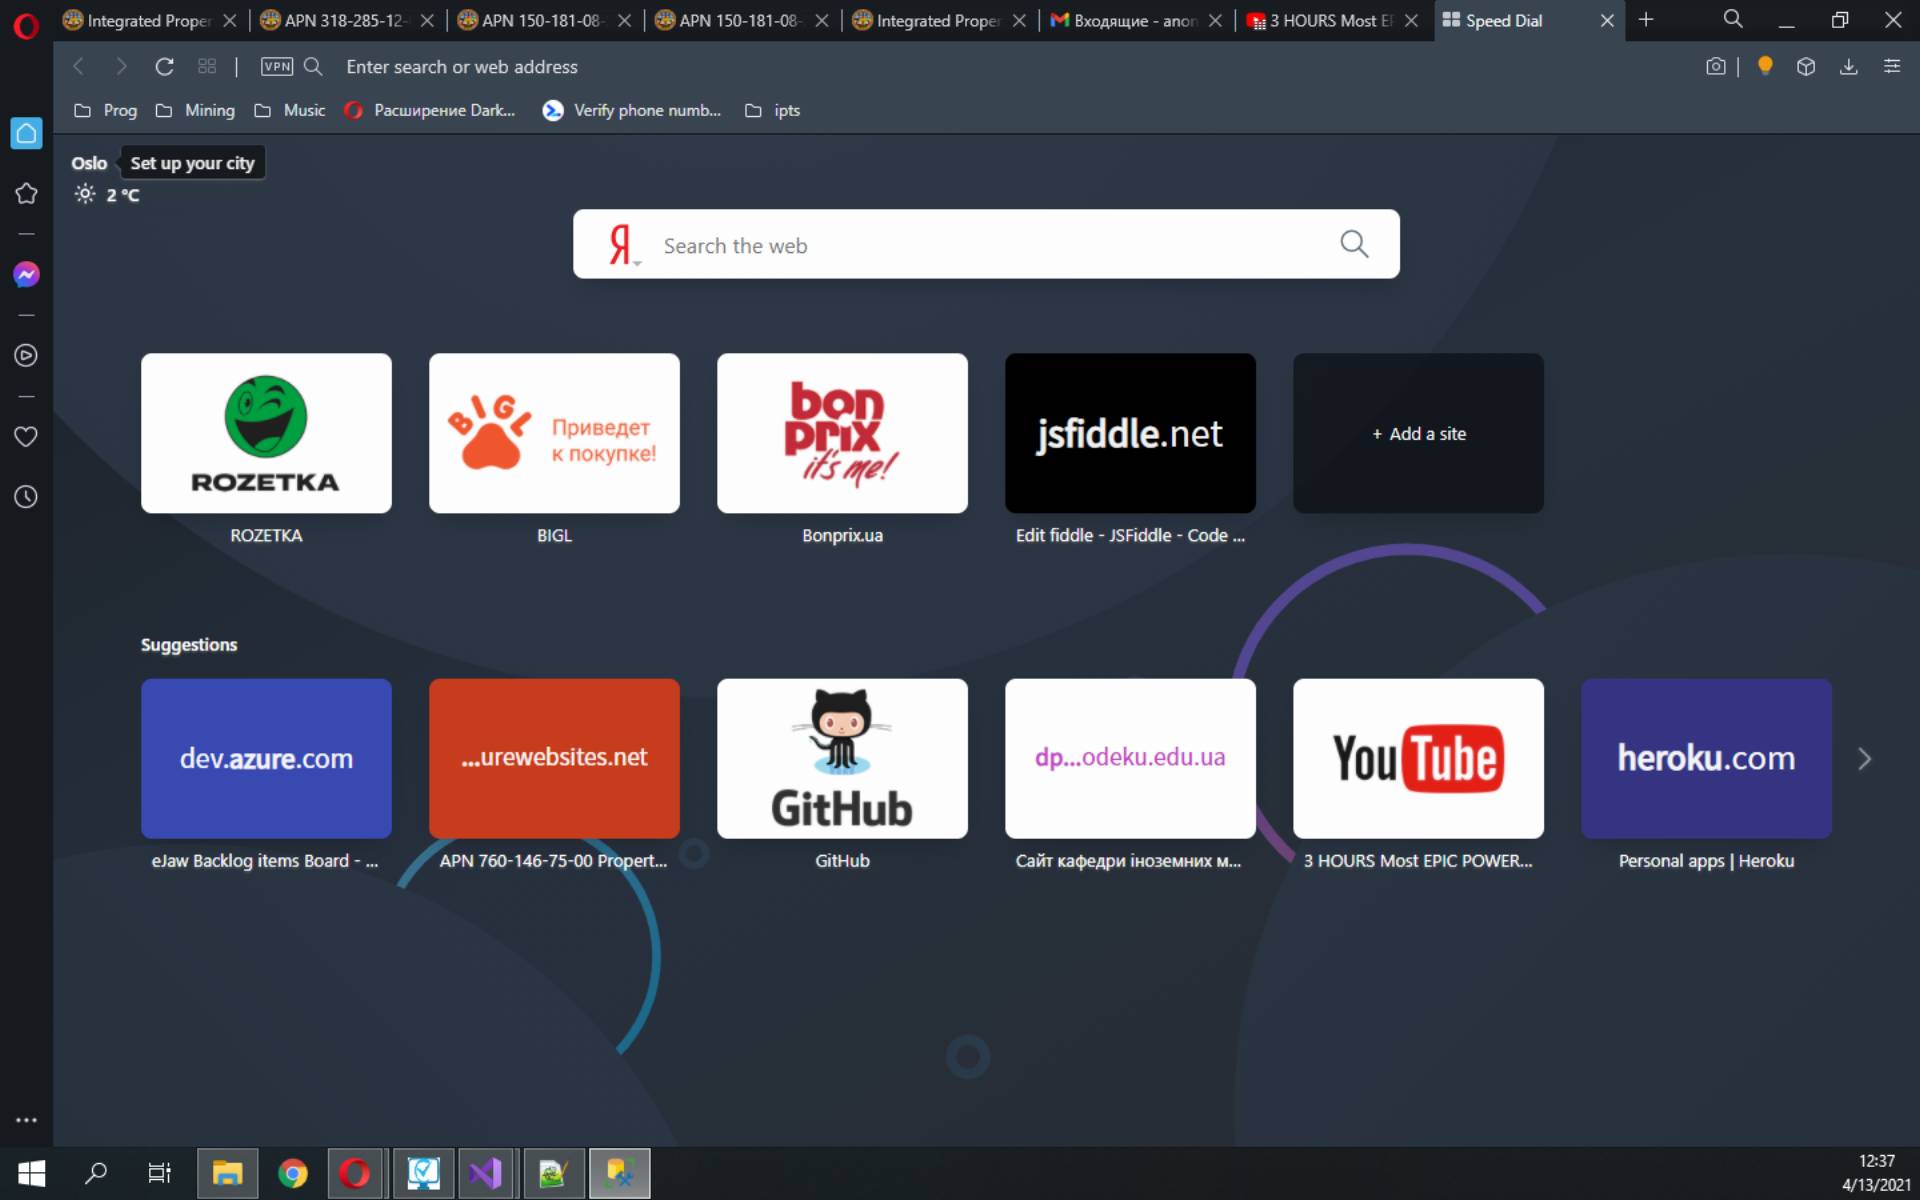 Integrated Proper
APN 318-285-12-
APN 150-181-08-
APN 150-181-08-
Integrated Proper
Входящие - anon
3 HOURS Most EP
Speed Dial
VPN
Enter search or web address
Prog
Mining
Music
Расширение Dark...
Verify phone numb...
ipts
Oslo
Set up your city
2 °C
Я
Search the web
ROZETKA
BIGL
Приведет
к покупке!
bon
prix
it's me!
jsfiddle.net
+ Add a site
ROZETKA
BIGL
Bonprix.ua
Edit fiddle - JSFiddle - Code ...
Suggestions
dev.azure.com
...urewebsites.net
GitHub
dp...odeku.edu.ua
YouTube
heroku.com
eJaw Backlog items Board - ...
APN 760-146-75-00 Propert...
GitHub
Сайт кафедри іноземних м...
3 HOURS Most EPIC POWER...
Personal apps | Heroku
12:37
4/13/2021